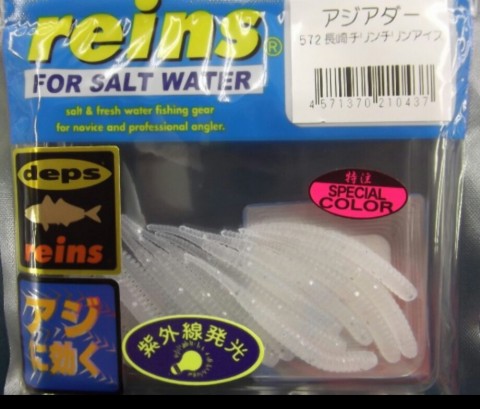 reins®
FOR SALT WATER
salt & fresh water fishing gear
for novice and professional angler.
アジアダー
572 長崎チリンチリンアイス
4 571370 210437
deps
reins
特注
SPECIAL
COLOR
アジ
に効く
紫外線発光